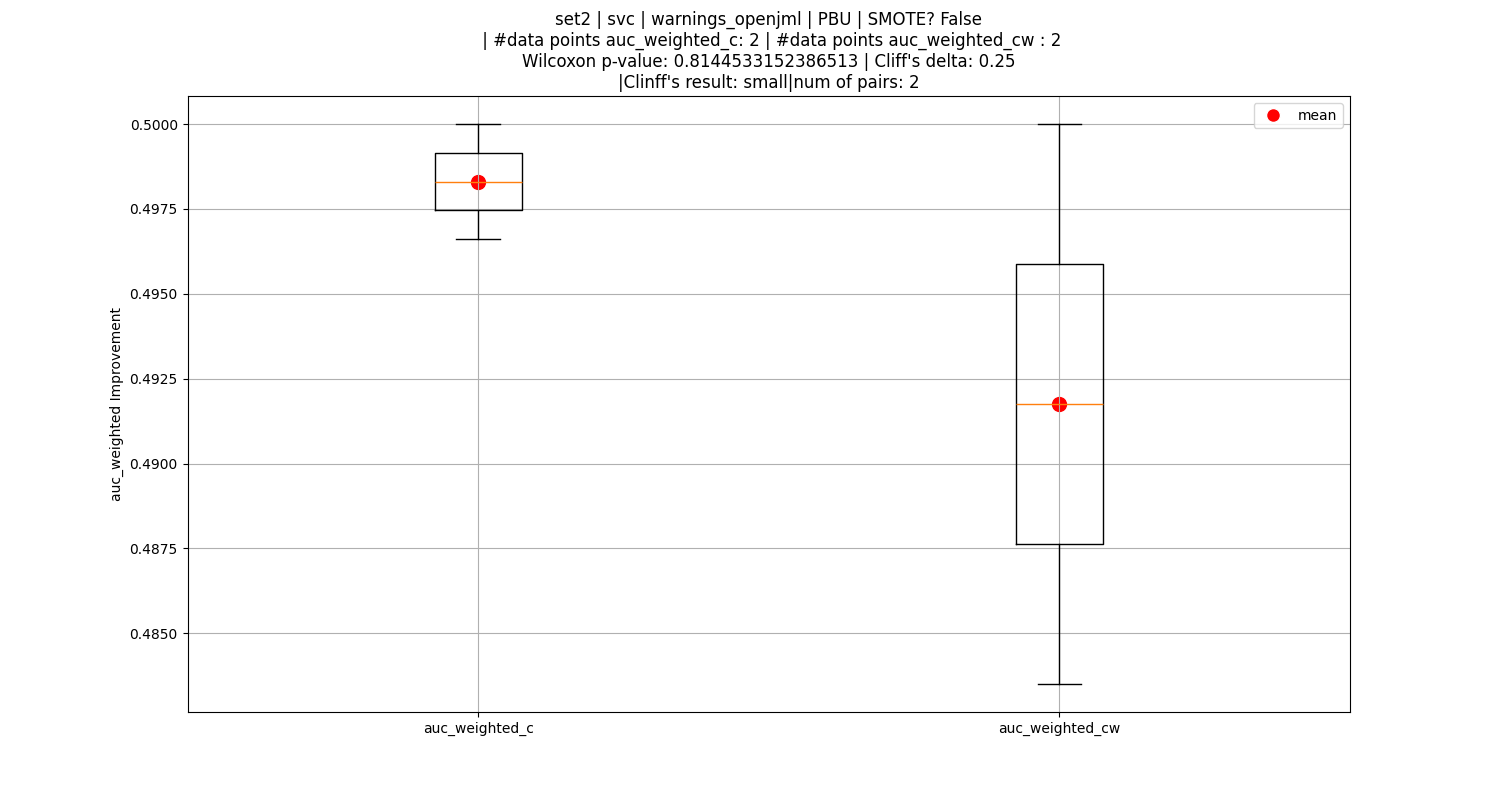 set2 | svc | warnings_openjml | PBU | SMOTE? False
| #data points auc_weighted_c: 2 | #data points auc_weighted_cw : 2
Wilcoxon p-value: 0.8144533152386513 | Cliff's delta: 0.25
|Clinff's result: small|num of pairs: 2
mean
0.5000
0.4975
0.4950
0.4925
0.4900
0.4875
0.4850
auc_weighted Improvement
auc_weighted_c
auc_weighted_cw